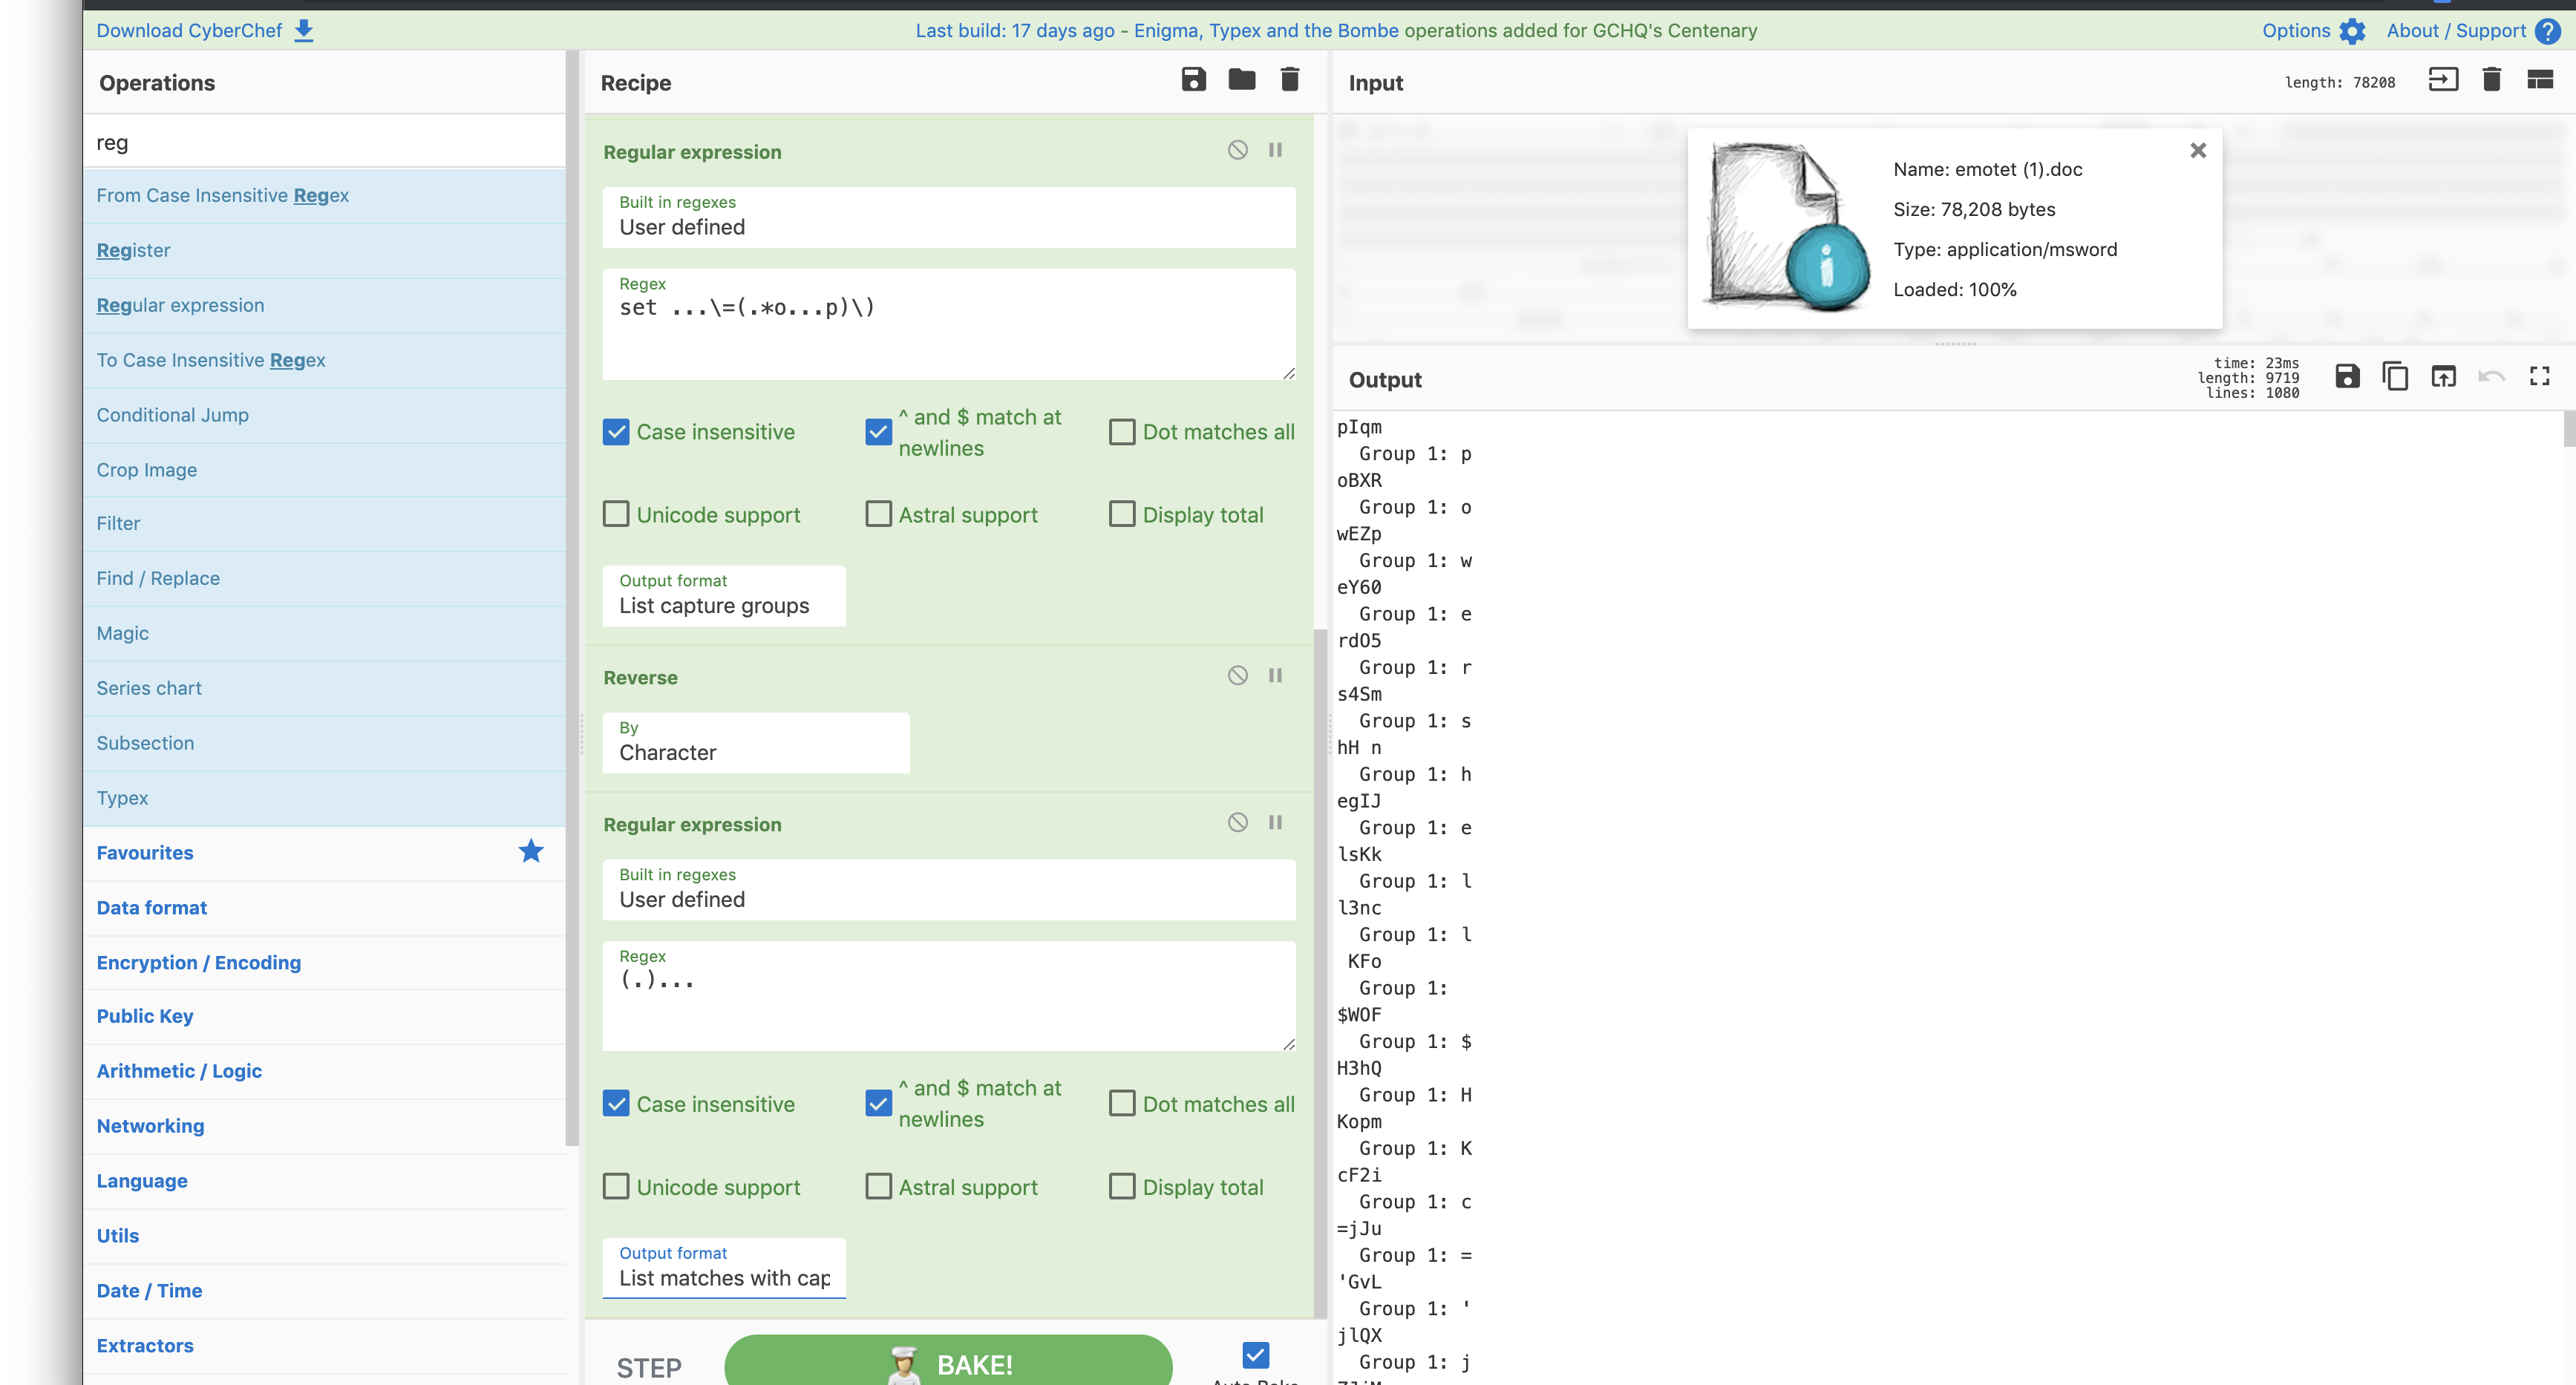 Download CyberChef
Last build: 17 days ago - Enigma, Typex and the Bombe operations added for GCHQ's Centenary
Options
About / Support
Operations
reg
From Case Insensitive Regex
Register
Regular expression
To Case Insensitive Regex
Conditional Jump
Crop Image
Filter
Find / Replace
Magic
Series chart
Subsection
Typex
Favourites
Data format
Encryption / Encoding
Public Key
Arithmetic / Logic
Networking
Language
Utils
Date / Time
Extractors
Recipe
Regular expression
Built in regexes
User defined
Regex
set ...\=(.*o...p)\)
Case insensitive
^ and $ match at
newlines
Dot matches all
Unicode support
Astral support
Display total
Output format
List capture groups
Reverse
By
Character
Regular expression
Built in regexes
User defined
Regex
(.)...
Case insensitive
^ and $ match at
newlines
Dot matches all
Unicode support
Astral support
Display total
Output format
List matches with cap
STEP
BAKE!
Input
length: 78208
Name: emotet (1).doc
Size: 78,208 bytes
Type: application/msword
Loaded: 100%
Output
time: 23ms
length: 9719
lines: 1080
pIqm
Group 1: p
oBXR
Group 1: o
wEZp
Group 1: w
eY60
Group 1: e
rdO5
Group 1: r
s4Sm
Group 1: s
hH n
Group 1: h
egIJ
Group 1: e
lsKk
Group 1: l
l3nc
Group 1: l
KFo
Group 1:
$WOF
Group 1: $
H3hQ
Group 1: H
Kopm
Group 1: K
cF2i
Group 1: c
=jJu
Group 1: =
'GvL
Group 1: '
jlQX
Group 1: j